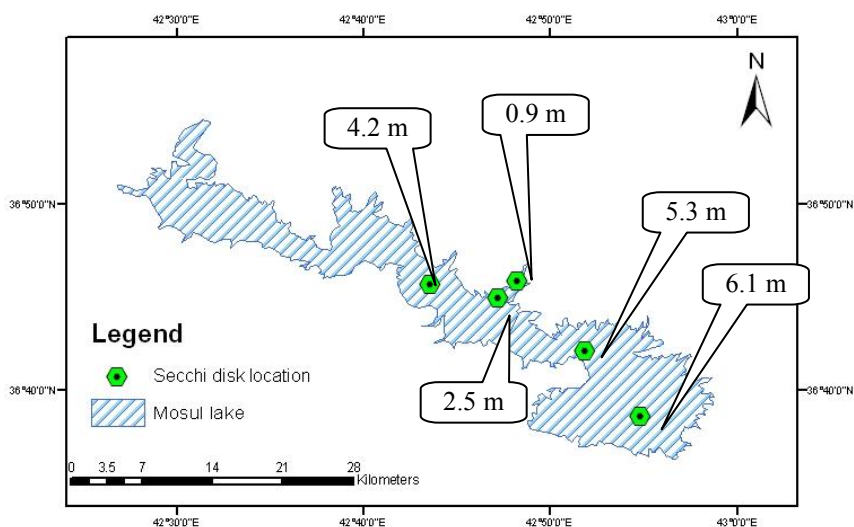 42°30'0"E 42°40'0"E 42°50'0"E 43°0'0"E
N
0.9 m
4.2 m
36°50'0"N 36°50'0"N
5.3 m
6.1 m
Legend
Secchi disk location
36°40'0"N 36°40'0"N
2.5 m
Mosul lake
0 3.5 7 14 21 28
Kilometers
42°30'0"E 42°40'0"E 42°50'0"E 43°0'0"E